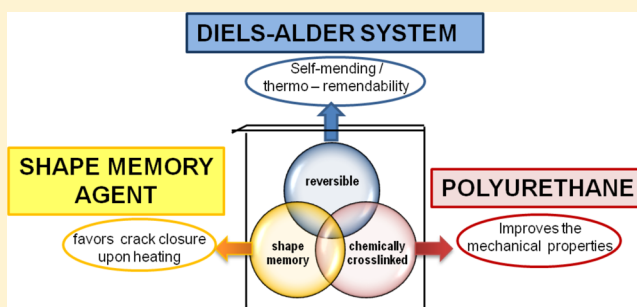 DIELS-ALDER SYSTEM
Self-mending /
thermo – remendability
SHAPE MEMORY
AGENT
favors crack closure
upon heating
reversible
shape
memory
chemically
crosslinked
POLYURETHANE
Improves the
mechanical properties